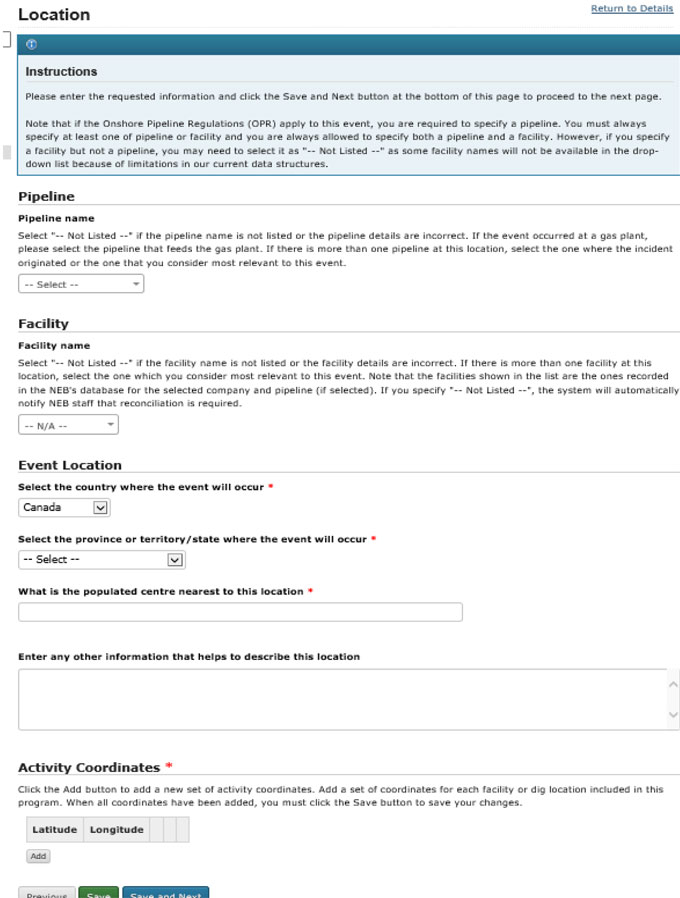 Location
Return to Details
Instructions
Please enter the requested information and click the Save and Next button at the bottom of this page to proceed to the next page.
Note that if the Onshore Pipeline Regulations (OPR) apply to this event, you are required to specify a pipeline. You must always
specify at least one of pipeline or facility and you are always allowed to specify both a pipeline and a facility. However, if you specify
a facility but not a pipeline, you may need to select it as "-- Not Listed --" as some facility names will not be available in the drop-
down list because of limitations in our current data structures.
Pipeline
Pipeline name
Select "-- Not Listed --" if the pipeline name is not listed or the pipeline details are incorrect. If the event occurred at a gas plant,
please select the pipeline that feeds the gas plant. If there is more than one pipeline at this location, select the one where the incident
originated or the one that you consider most relevant to this event.
-- Select --
Facility
Facility name
Select "-- Not Listed --" if the facility name is not listed or the facility details are incorrect. If there is more than one facility at this
location, select the one which you consider most relevant to this event. Note that the facilities shown in the list are the ones recorded
in the NEB's database for the selected company and pipeline (if selected). If you specify "-- Not Listed --", the system will automatically
notify NEB staff that reconciliation is required.
-- N/A --
Event Location
Select the country where the event will occur *
Canada
Select the province or territory/state where the event will occur *
-- Select --
What is the populated centre nearest to this location *
Enter any other information that helps to describe this location
Activity Coordinates *
Click the Add button to add a new set of activity coordinates. Add a set of coordinates for each facility or dig location included in this
program. When all coordinates have been added, you must click the Save button to save your changes.
Latitude Longitude
Add
Previous Save Save and Next